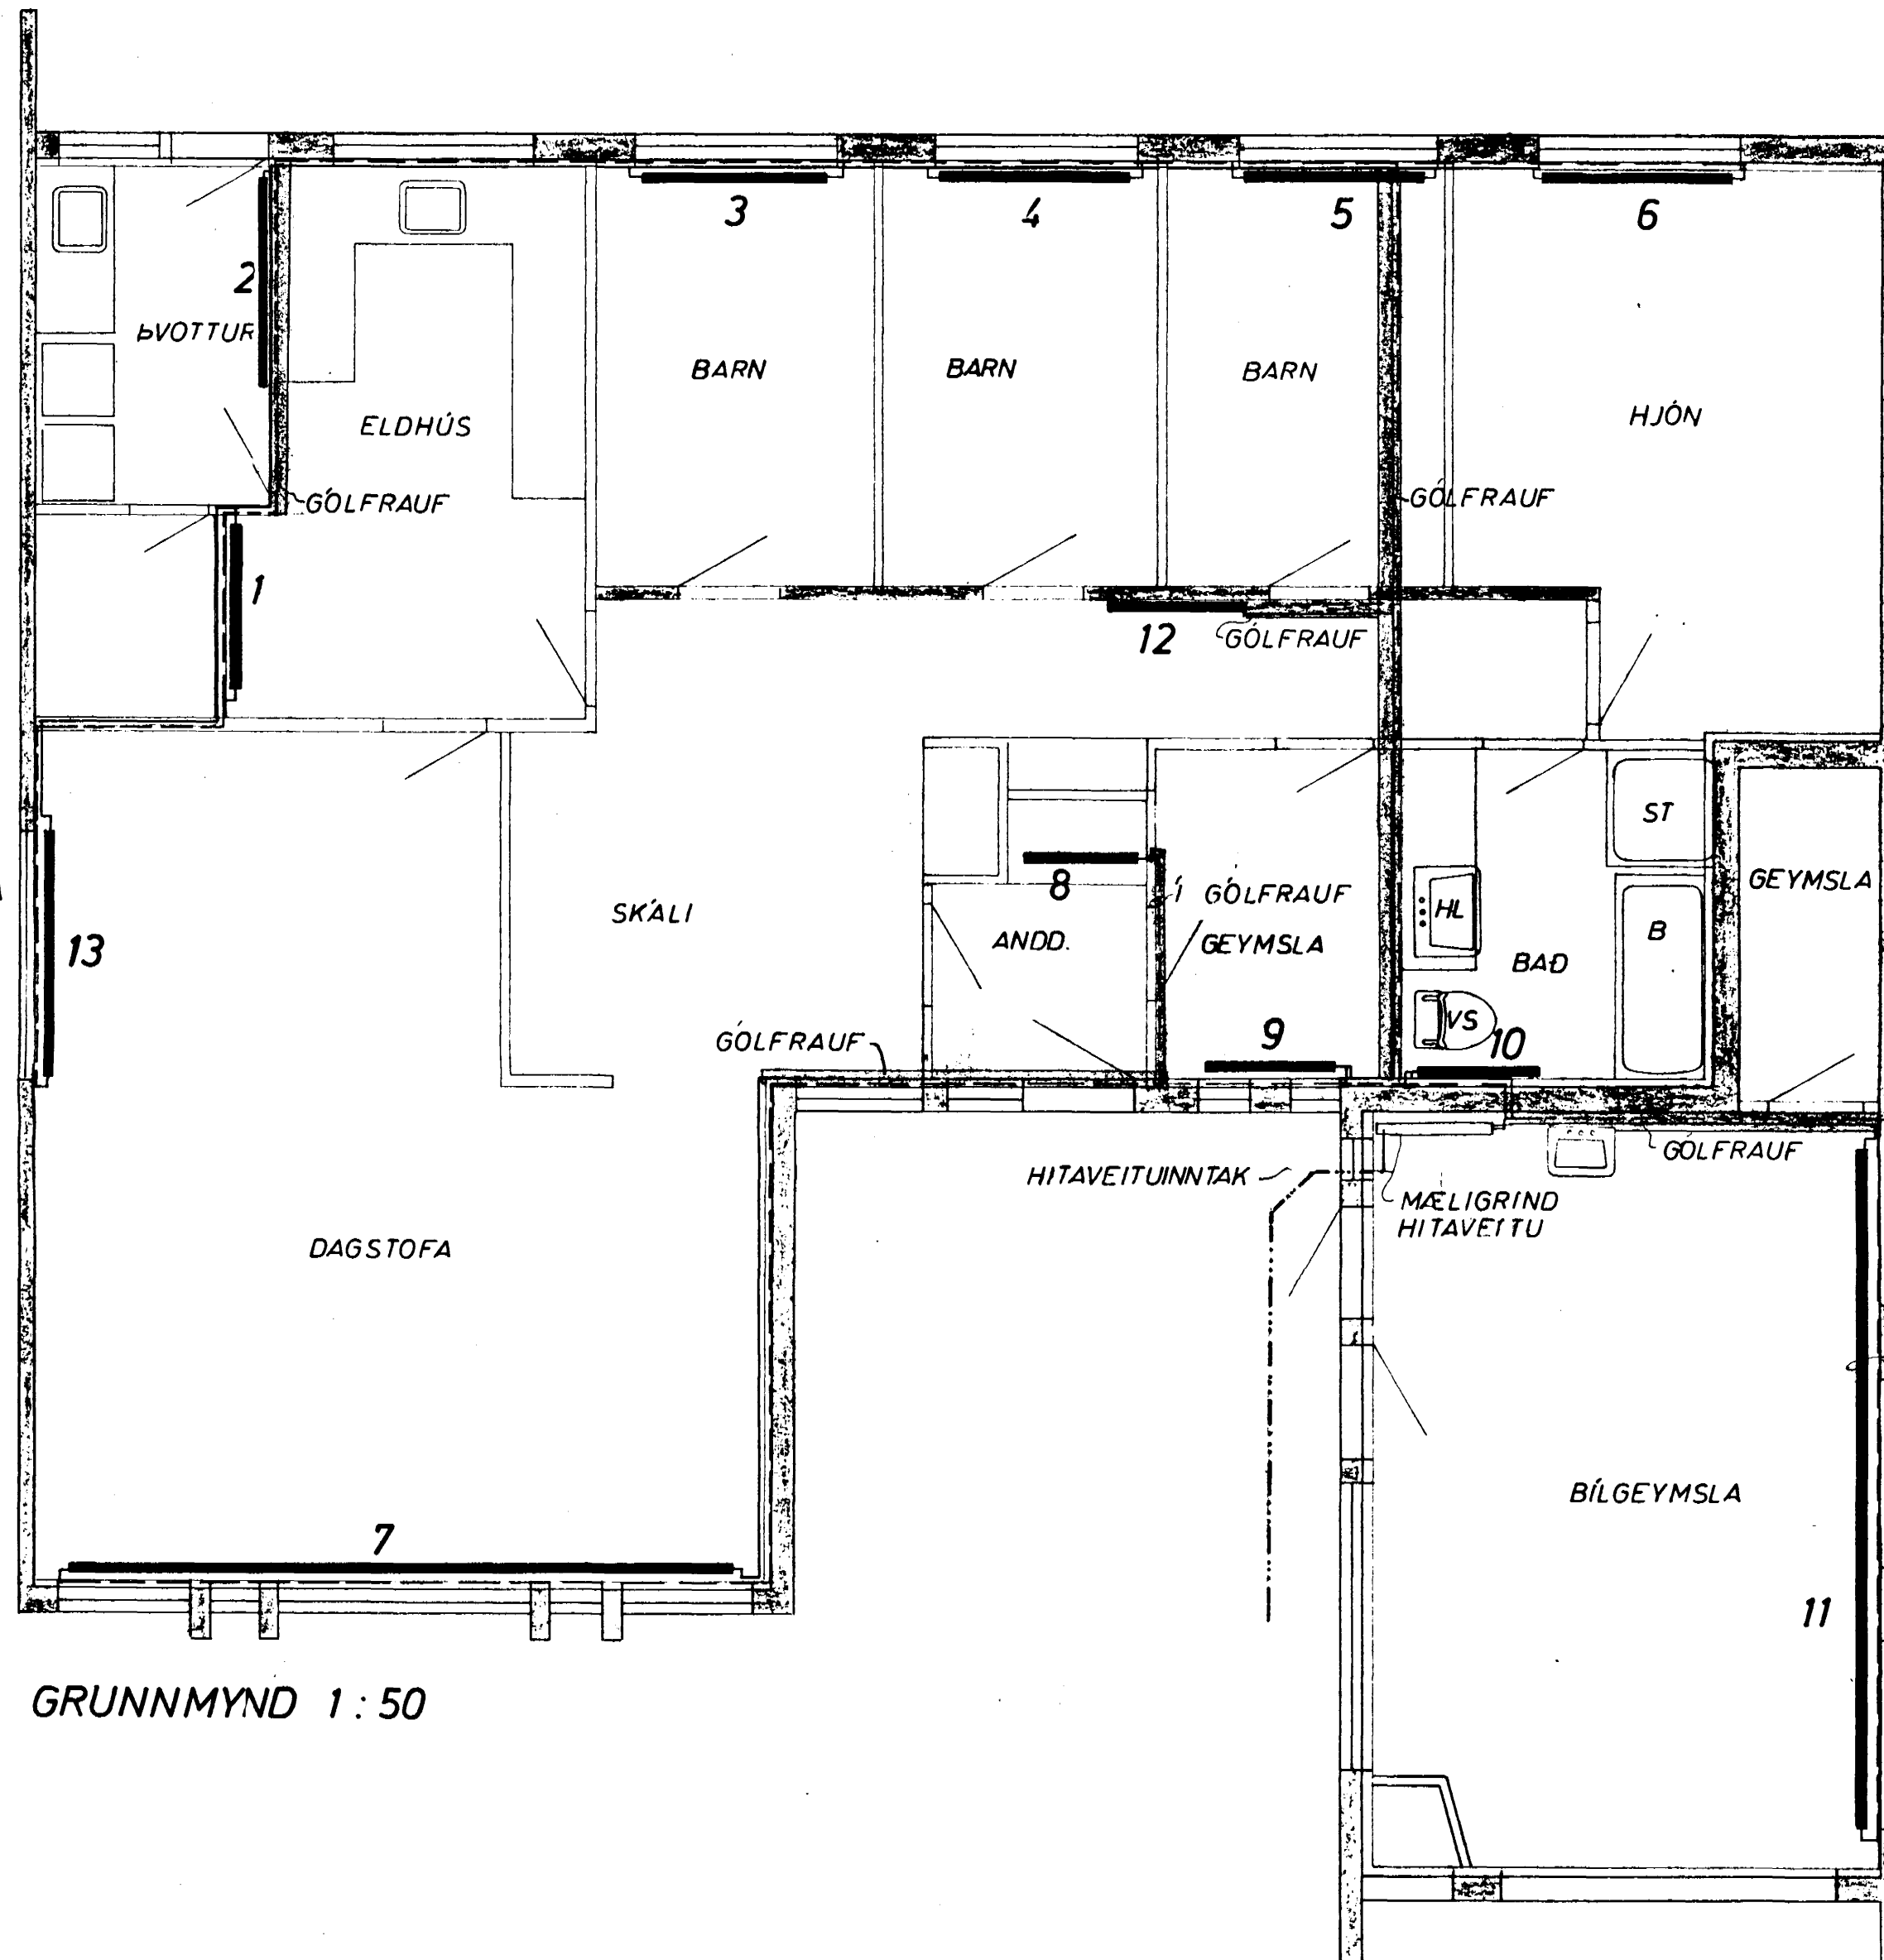 3
4
5
6
2
ÞVOTTUR
BARN
BARN
BARN
HJÓN
ELDHÚS
GÓLFRAUF
GÓLFRAUF
1
12
GÓLFRAUF
ST
GEYMSLA
8
Í GÓLFRAUF
HL
SKÁLI
13
ANDD.
GEYMSLA
B
BAÐ
VS
GÓLFRAUF
9
10
HITAVEITUINNTAK
GÓLFRAUF
MÆLIGRIND
HITAVEITU
DAGSTOFA
BÍLGEYMSLA
7
11
GRUNNMYND 1:50